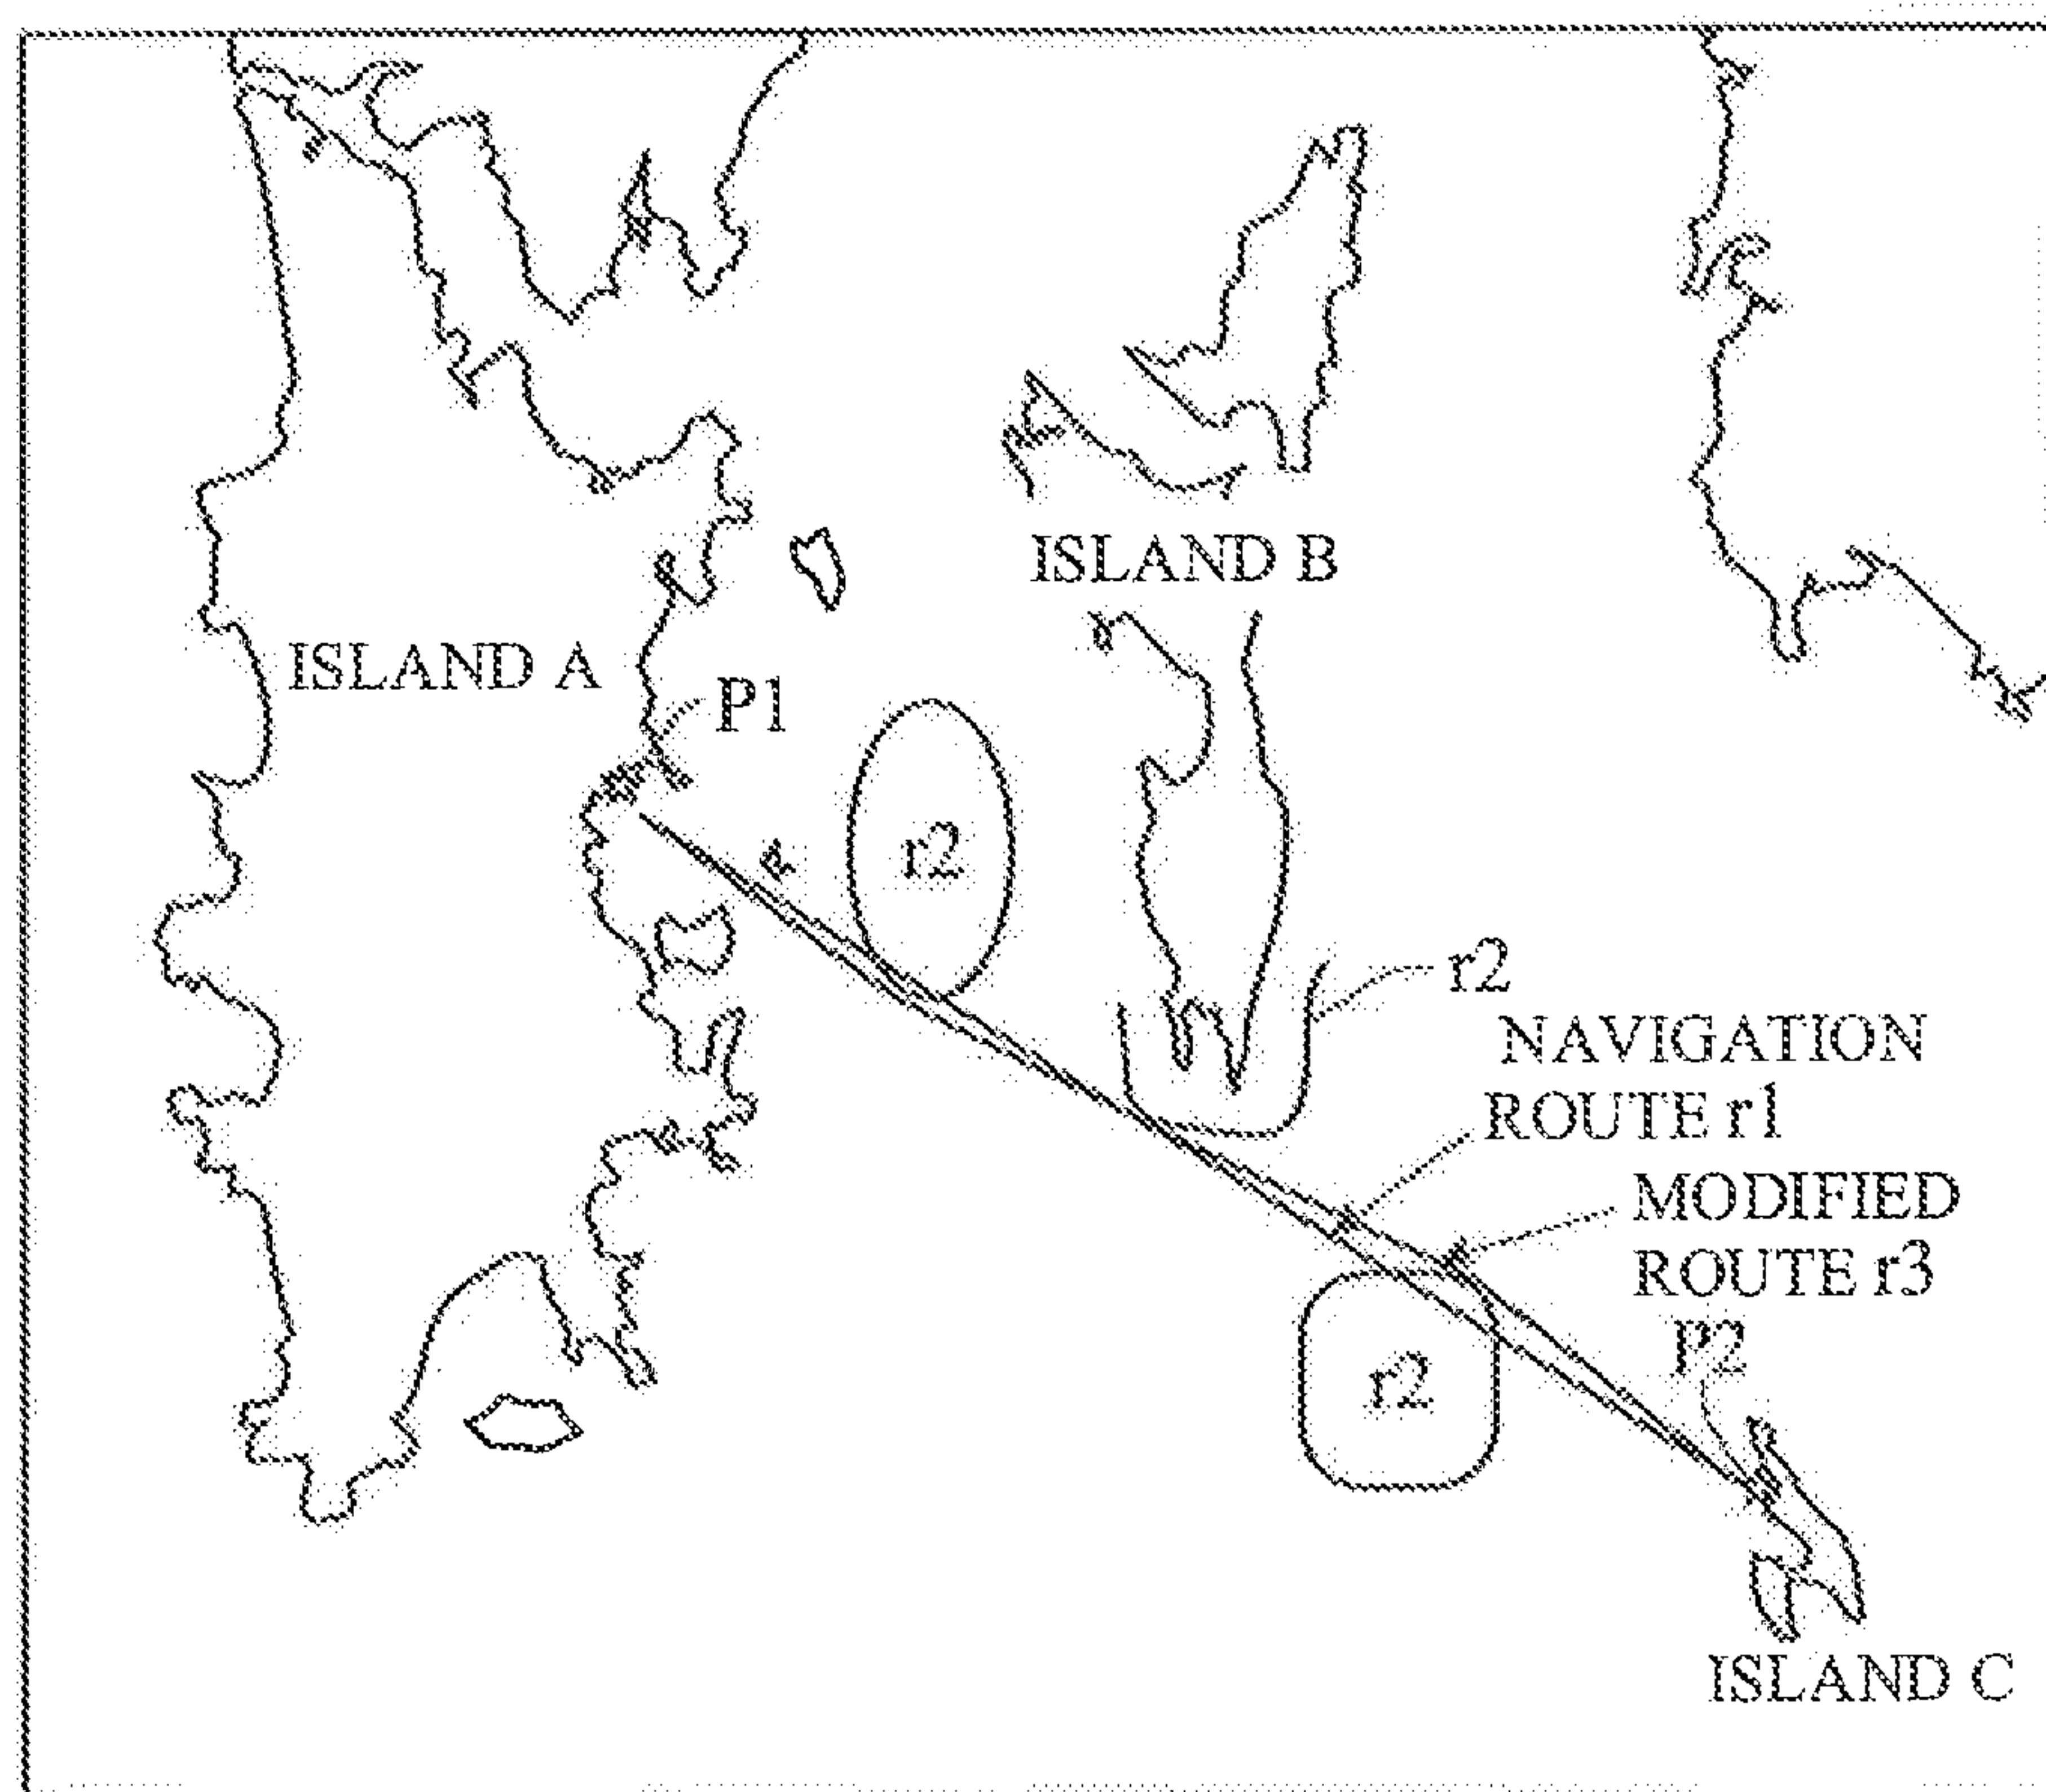 ISLAND B
ISLAND A
P1
r2
r2
NAVIGATION
ROUTE r1
MODIFIED
ROUTE r3
P2
r2
ISLAND C